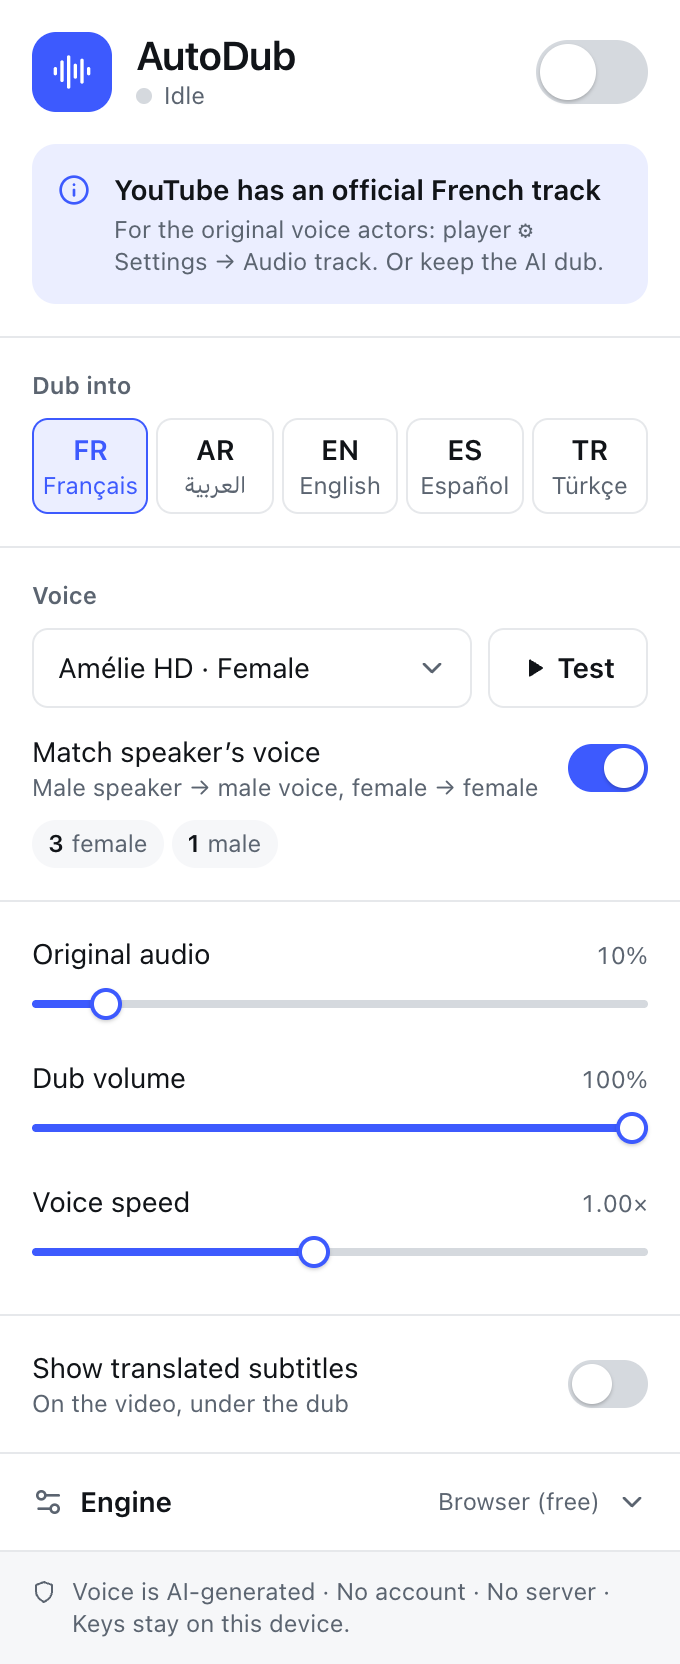 AutoDub
Idle
YouTube has an official French track
For the original voice actors: player ⚙
Settings → Audio track. Or keep the AI dub.
Dub into
FR
Français
AR
العربية
EN
English
ES
Español
TR
Türkçe
Voice
Amélie HD · Female
Test
Match speaker’s voice
Male speaker → male voice, female → female
3 female
1 male
Original audio
10%
Dub volume
100%
Voice speed
1.00×
Show translated subtitles
On the video, under the dub
Engine
Browser (free)
Voice is AI-generated · No account · No server ·
Keys stay on this device.